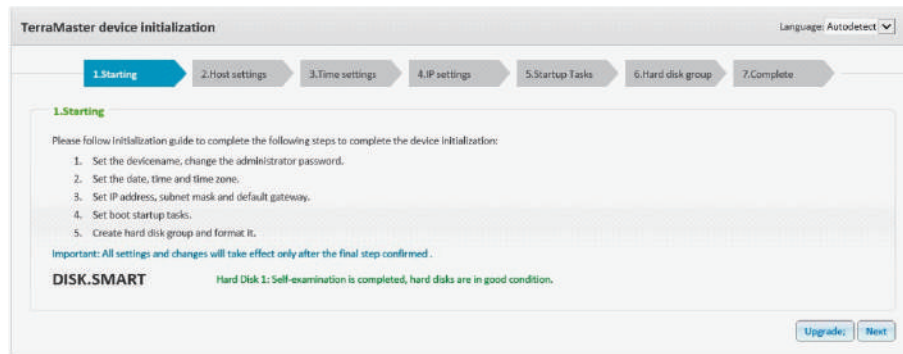 TerraMaster device initialization
Language: Autodetect
1.Starting
2.Host settings
3.Time settings
4.IP settings
5.Startup Tasks
6.Hard disk group
7.Complete
1.Starting
Please follow initialization guide to complete the following steps to complete the device initialization:
1. Set the devicename, change the administrator password.
2. Set the date, time and time zone.
3. Set IP address, subnet mask and default gateway.
4. Set boot startup tasks.
5. Create hard disk group and format it.
Important: All settings and changes will take effect only after the final step confirmed .
DISK.SMART
Hard Disk 1: Self-examination is completed, hard disks are in good condition.
Upgrade;
Next